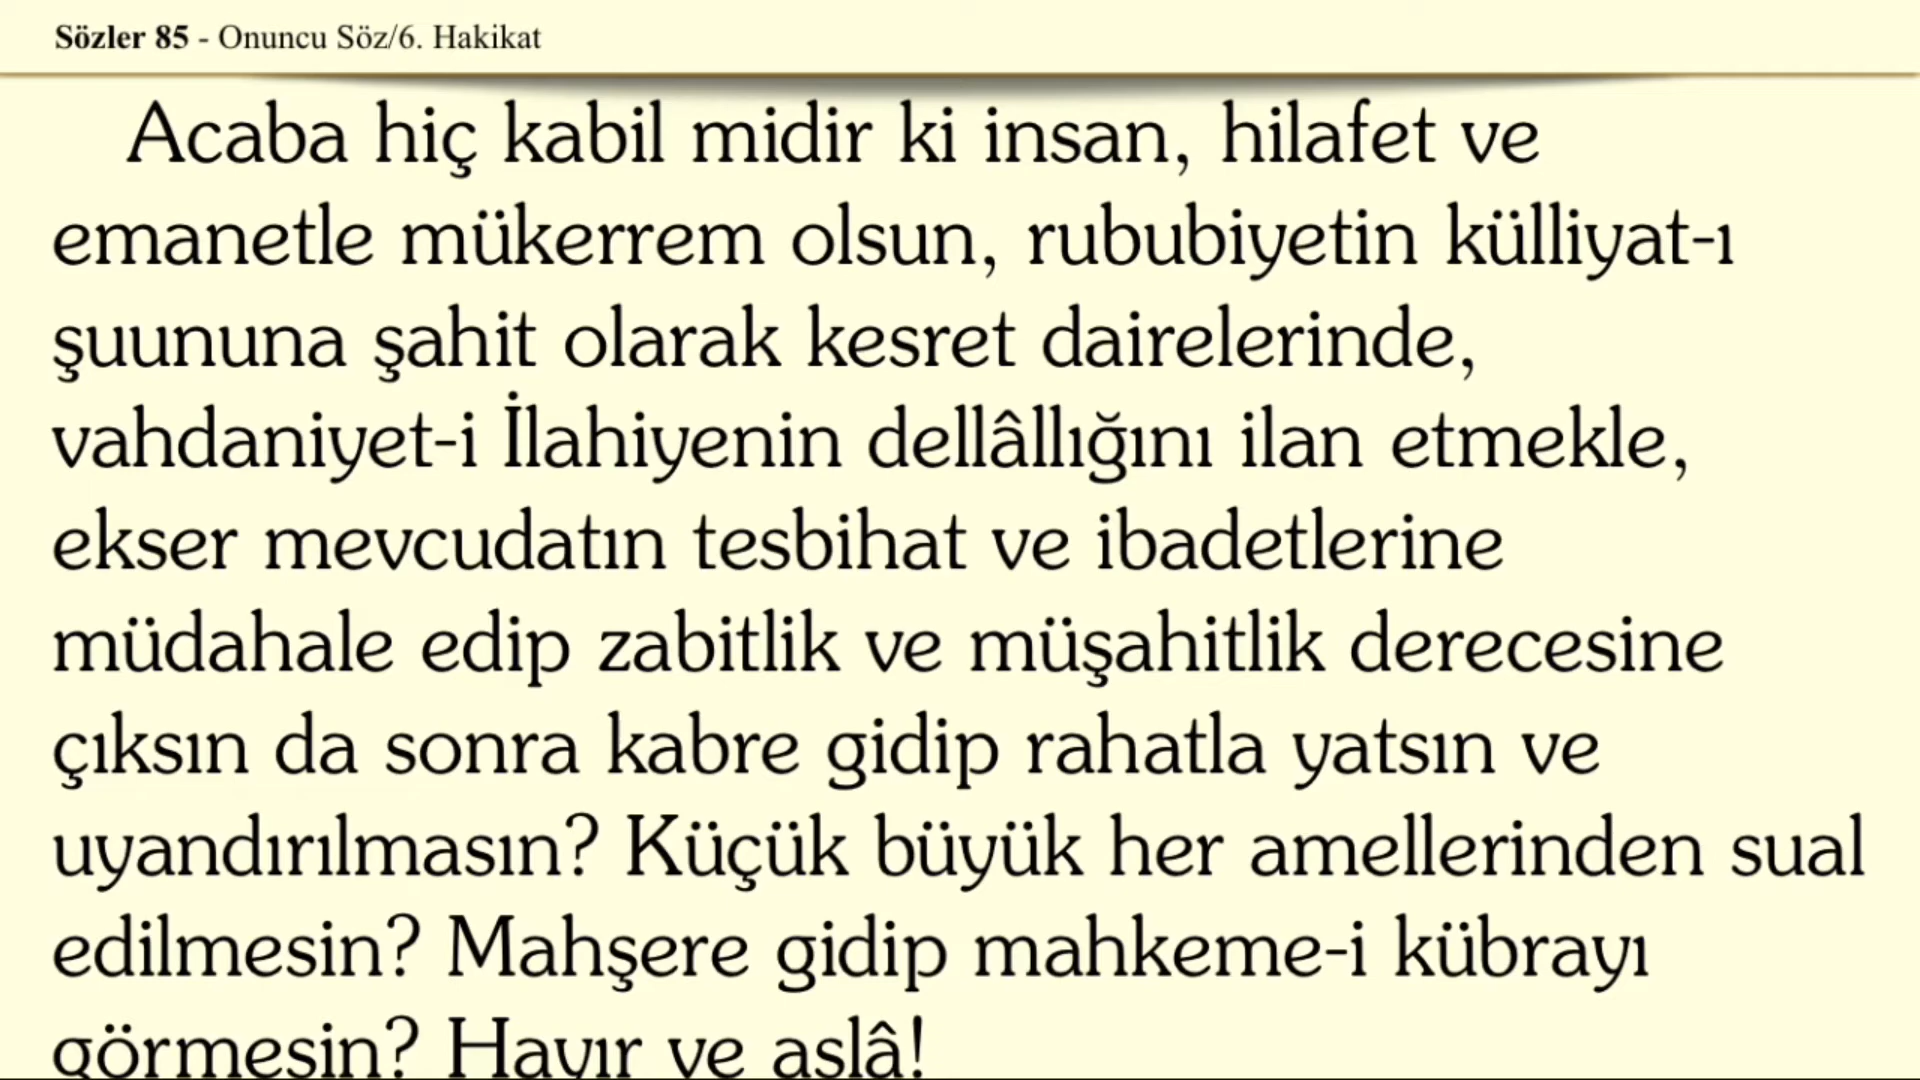 Sözler 85 - Onuncu Söz/6. Hakikat
Acaba hiç kabil midir ki insan, hilafet ve
emanetle mükerrem olsun, rububiyetin külliyat-ı
şuununa şahit olarak kesret dairelerinde,
vahdaniyet-i İlahiyenin dellâllığını ilan etmekle,
ekser mevcudatın tesbihat ve ibadetlerine
müdahale edip zabitlik ve müşahitlik derecesine
çıksın da sonra kabre gidip rahatla yatsın ve
uyandırılmasın? Küçük büyük her amellerinden sual
edilmesin? Mahşere gidip mahkeme-i kübrayı
görmesin? Hayır ve aslâ!